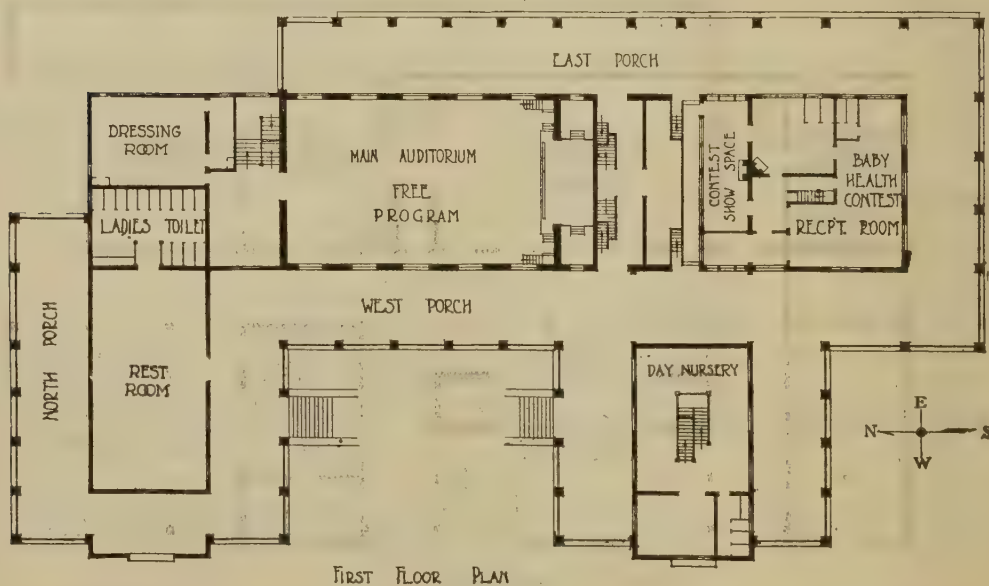 EAST PORCH
DRESSING
ROOM
MAIN AUDITORIUM
FREE
PROGRAM
CONTEST
SHOW SPACE
BABY
HEALTH
CONTEST
REC'P'T. ROOM
LADIES TOILET
WEST PORCH
NORTH PORCH
REST
ROOM
DAY NURSERY
E
N S
W
FIRST FLOOR PLAN